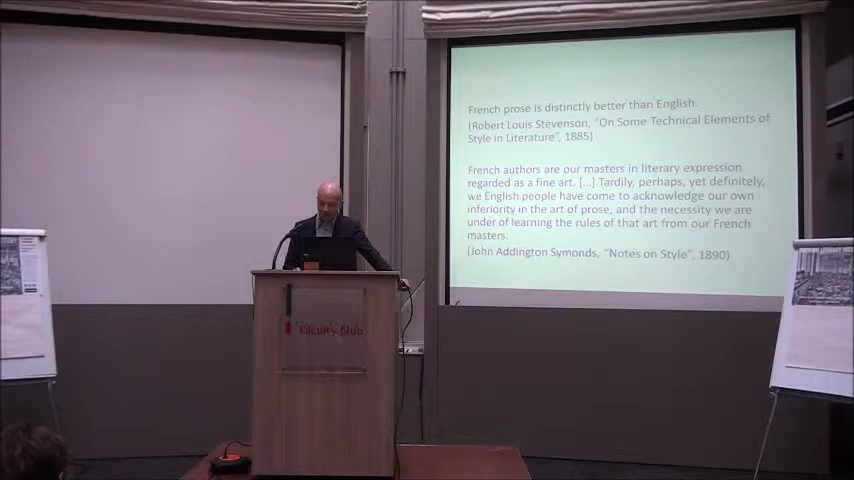 French prose is distinctly better than English.
(Robert Louis Stevenson, "On Some Technical Elements of
Style in Literature", 1885)
French authors are our masters in literary expression
regarded as a fine art. [...] Tardily, perhaps, yet definitely,
we English people have come to acknowledge our own
inferiority in the art of prose, and the necessity we are
under of learning the rules of that art from our French
masters.
(John Addington Symonds, "Notes on Style", 1890)
Faculty Club